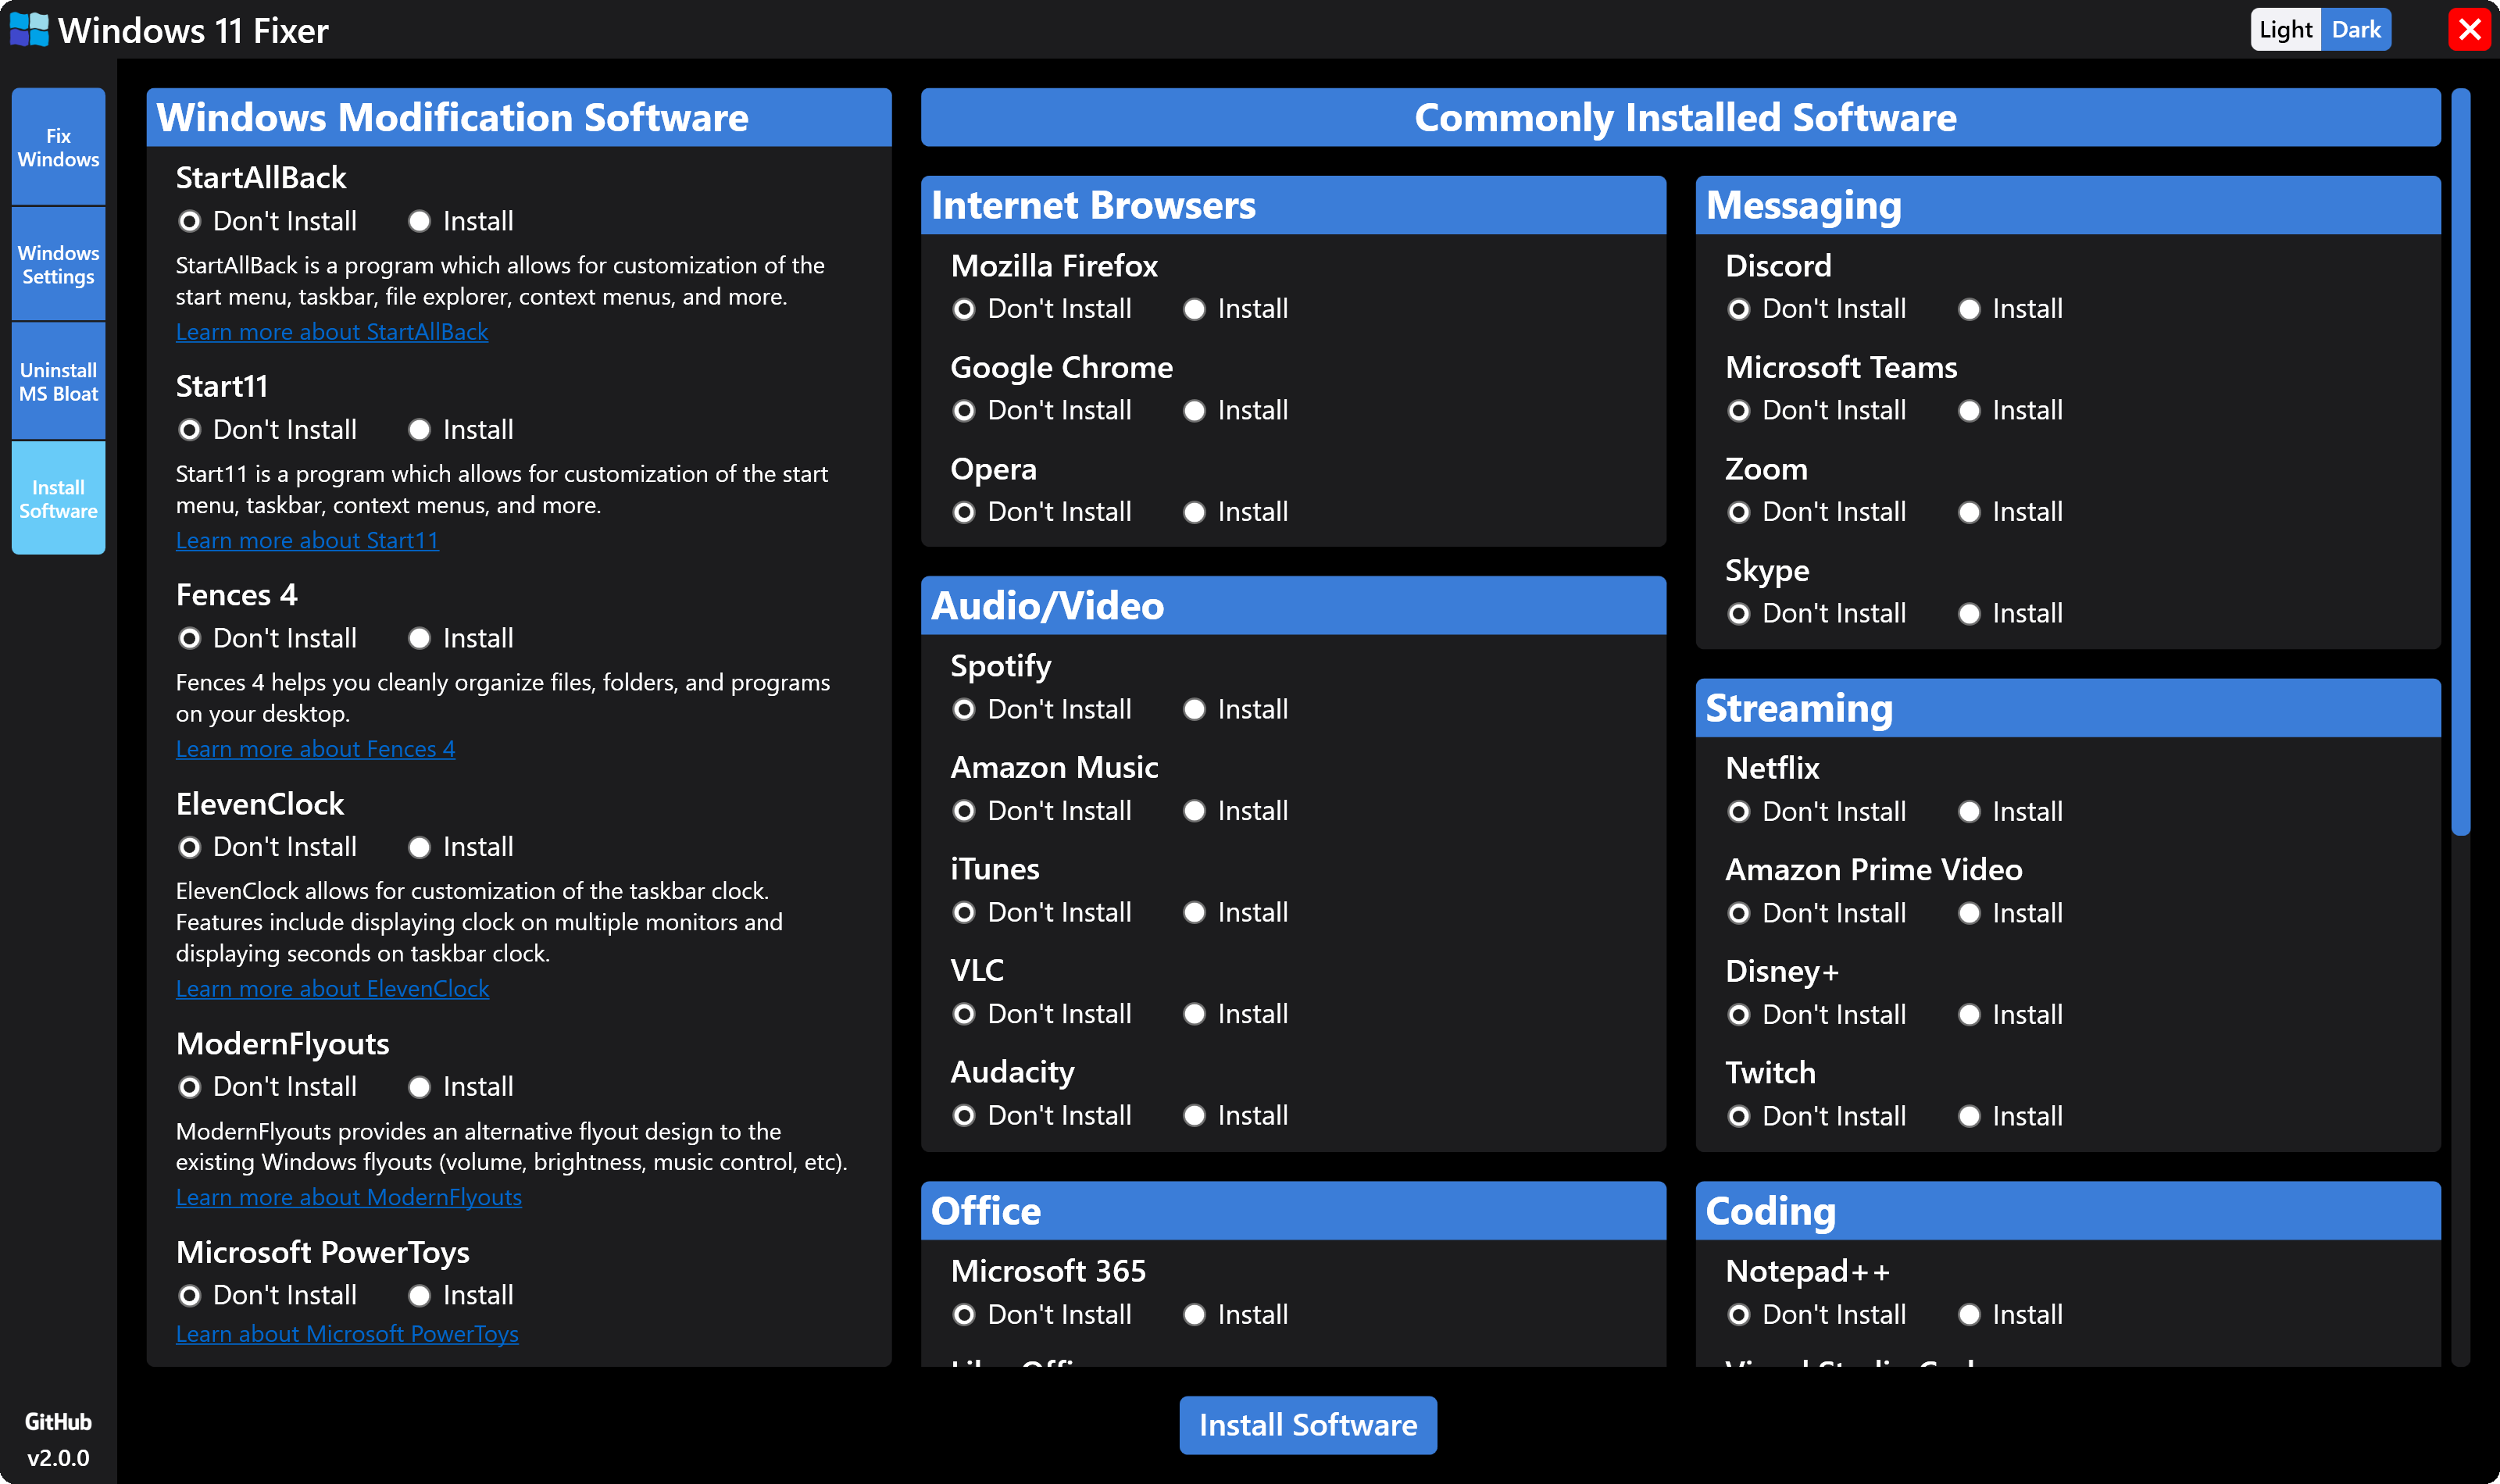 Windows 11 Fixer
Light
Dark
Fix
Windows
Windows
Settings
Uninstall
MS Bloat
Install
Software
GitHub
v2.0.0
Windows Modification Software
StartAllBack
Don't Install
Install
StartAllBack is a program which allows for customization of the
start menu, taskbar, file explorer, context menus, and more.
Learn more about StartAllBack
Start11
Don't Install
Install
Start11 is a program which allows for customization of the start
menu, taskbar, context menus, and more.
Learn more about Start11
Fences 4
Don't Install
Install
Fences 4 helps you cleanly organize files, folders, and programs
on your desktop.
Learn more about Fences 4
ElevenClock
Don't Install
Install
ElevenClock allows for customization of the taskbar clock.
Features include displaying clock on multiple monitors and
displaying seconds on taskbar clock.
Learn more about ElevenClock
ModernFlyouts
Don't Install
Install
ModernFlyouts provides an alternative flyout design to the
existing Windows flyouts (volume, brightness, music control, etc).
Learn more about ModernFlyouts
Microsoft PowerToys
Don't Install
Install
Learn about Microsoft PowerToys
Commonly Installed Software
Internet Browsers
Mozilla Firefox
Don't Install
Install
Google Chrome
Don't Install
Install
Opera
Don't Install
Install
Audio/Video
Spotify
Don't Install
Install
Amazon Music
Don't Install
Install
iTunes
Don't Install
Install
VLC
Don't Install
Install
Audacity
Don't Install
Install
Office
Microsoft 365
Don't Install
Install
Messaging
Discord
Don't Install
Install
Microsoft Teams
Don't Install
Install
Zoom
Don't Install
Install
Skype
Don't Install
Install
Streaming
Netflix
Don't Install
Install
Amazon Prime Video
Don't Install
Install
Disney+
Don't Install
Install
Twitch
Don't Install
Install
Coding
Notepad++
Don't Install
Install
Install Software